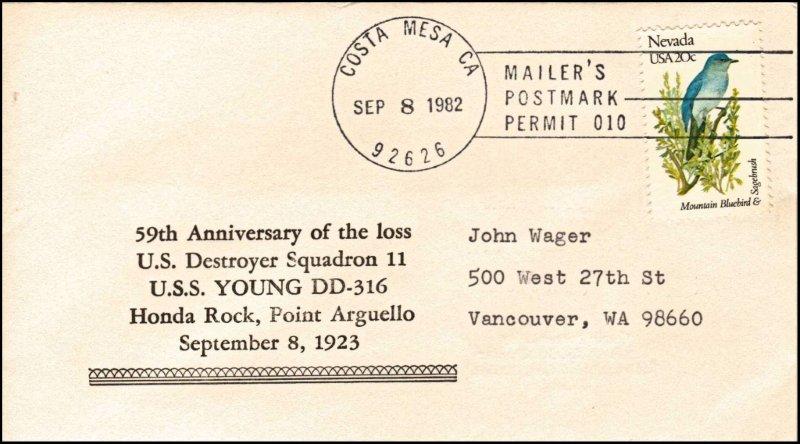 COSTA MESA CA
SEP 8 1982
92626
MAILER'S
POSTMARK
PERMIT 010
Nevada
USA 20c
Mountain Bluebird &
Sagebrush
59th Anniversary of the loss
U.S. Destroyer Squadron 11
U.S.S. YOUNG DD-316
Honda Rock, Point Arguello
September 8, 1923
John Wager
500 West 27th St
Vancouver, WA 98660